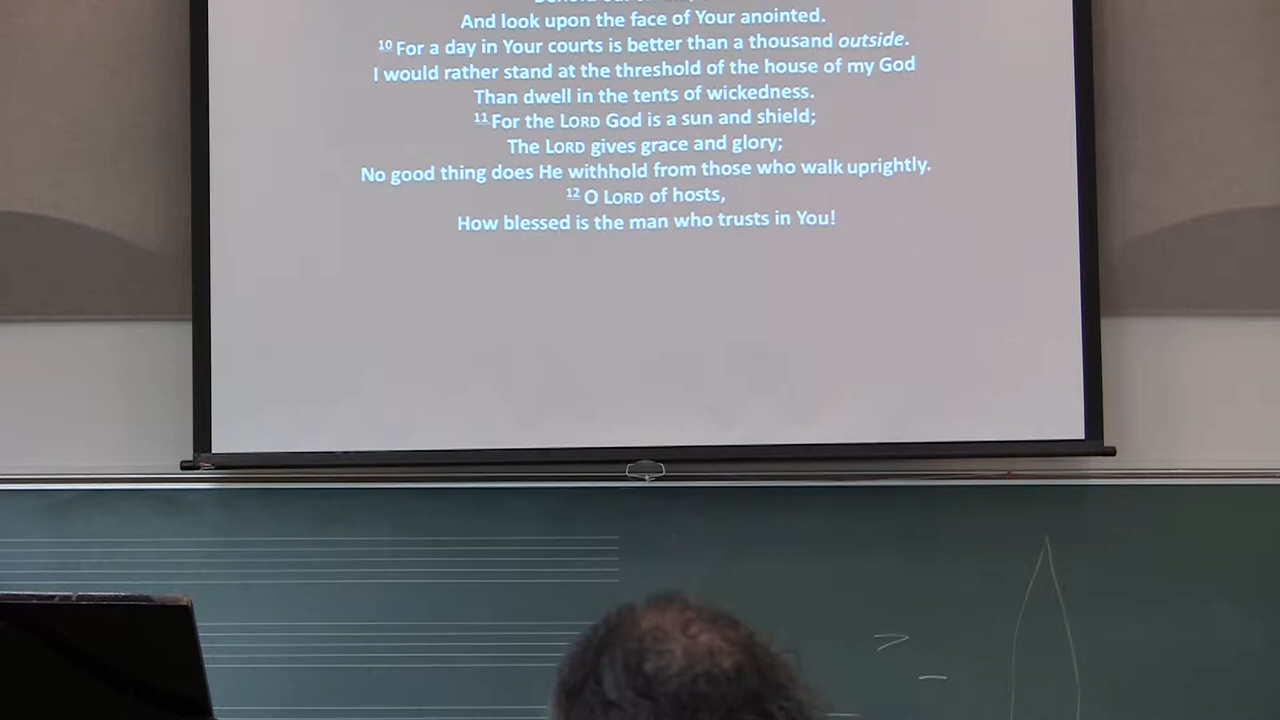 And look upon the face of Your anointed.
10 For a day in Your courts is better than a thousand outside.
I would rather stand at the threshold of the house of my God
Than dwell in the tents of wickedness.
11 For the LORD God is a sun and shield;
The LORD gives grace and glory;
No good thing does He withhold from those who walk uprightly.
12 O LORD of hosts,
How blessed is the man who trusts in You!